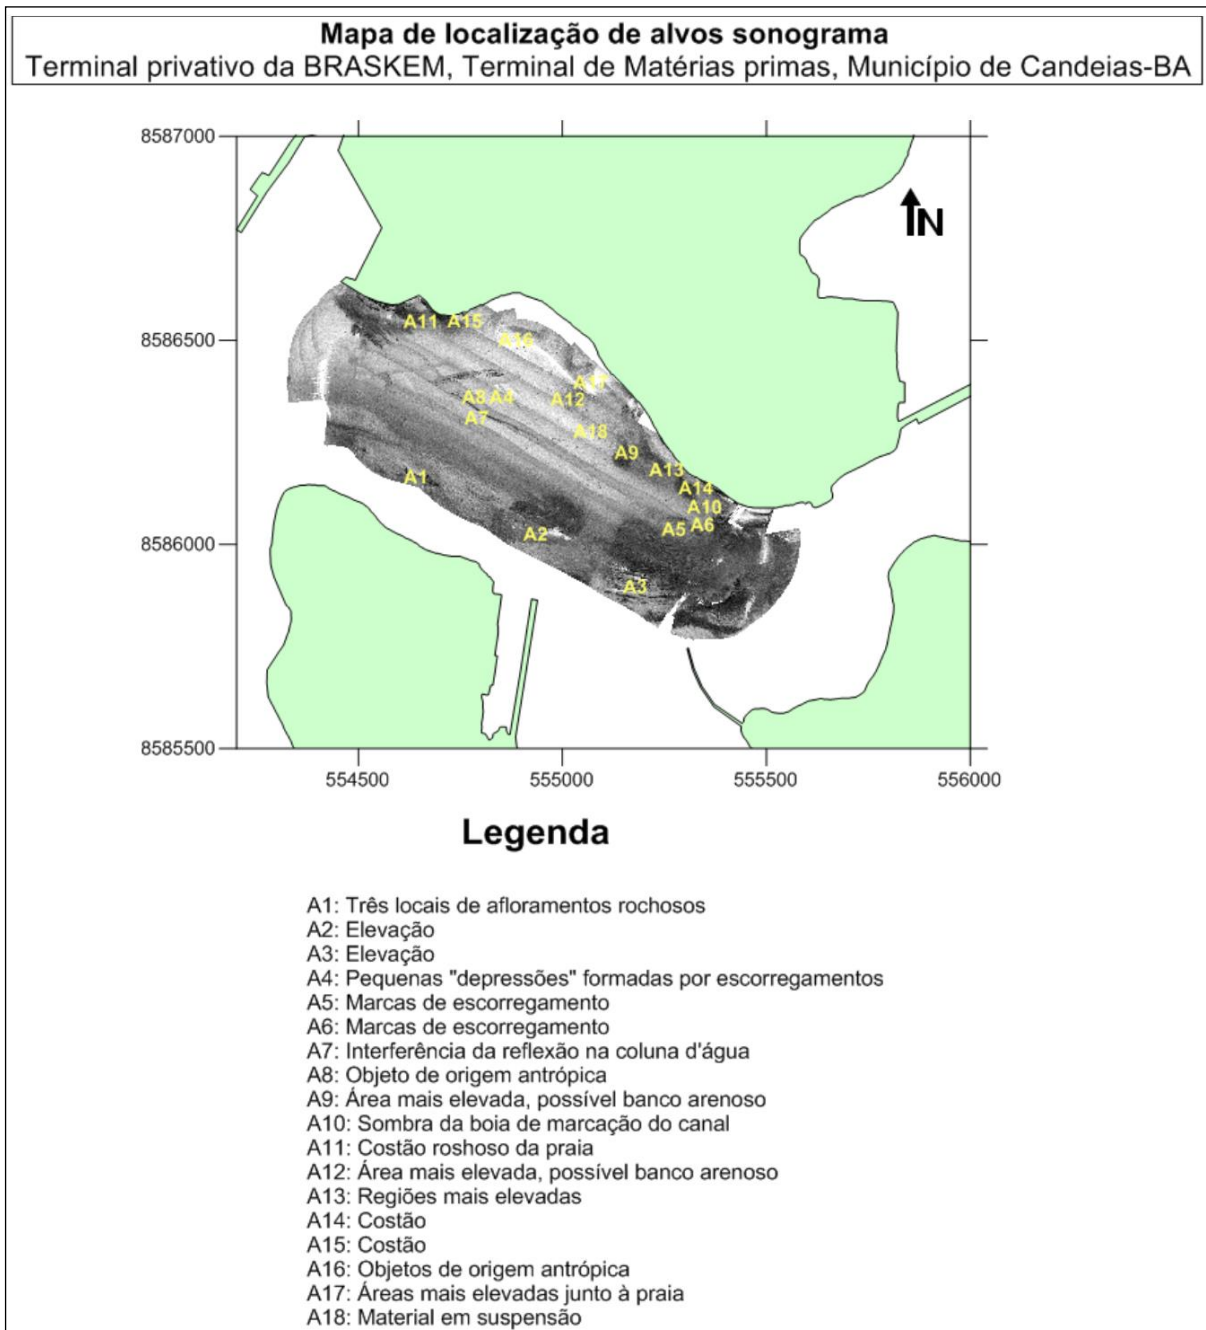 Mapa de localização de alvos sonograma
Terminal privativo da BRASKEM, Terminal de Matérias primas, Município de Candeias-BA
8587000
N
8586500
A11 A15
A16
A17
A8 A4 A12
A7
A18
A9
A13
A1
A14
A10
A6
A5
A2
8586000
A3
8585500
554500 555000 555500 556000
Legenda
A1: Três locais de afloramentos rochosos
A2: Elevação
A3: Elevação
A4: Pequenas "depressões" formadas por escorregamentos
A5: Marcas de escorregamento
A6: Marcas de escorregamento
A7: Interferência da reflexão na coluna d'água
A8: Objeto de origem antrópica
A9: Área mais elevada, possível banco arenoso
A10: Sombra da boia de marcação do canal
A11: Costão roshoso da praia
A12: Área mais elevada, possível banco arenoso
A13: Regiões mais elevadas
A14: Costão
A15: Costão
A16: Objetos de origem antrópica
A17: Áreas mais elevadas junto à praia
A18: Material em suspensão